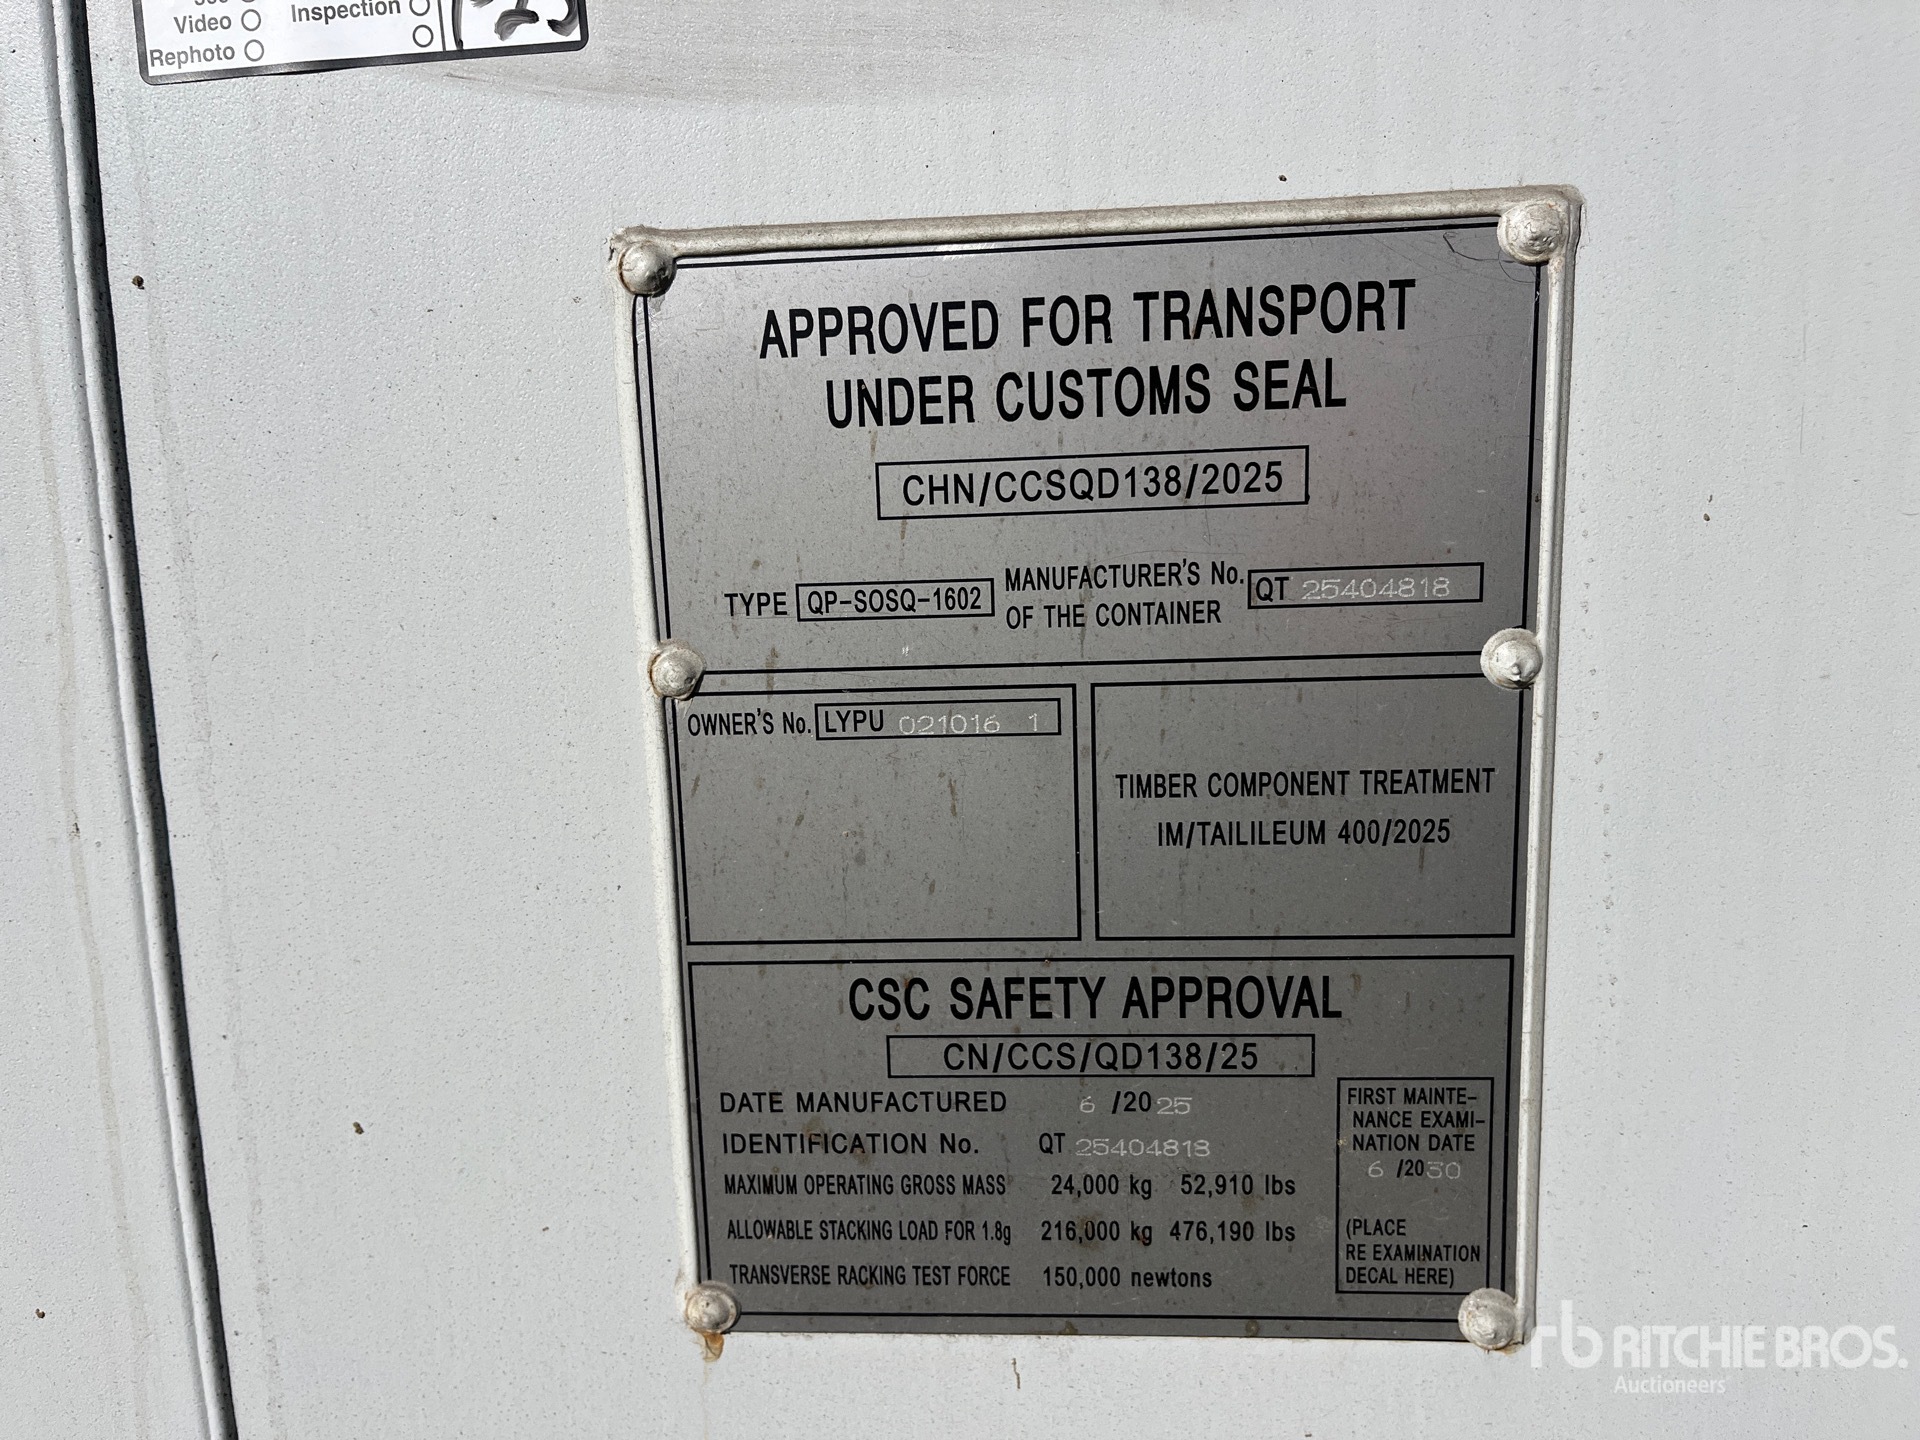 Video
Inspection
Rephoto
APPROVED FOR TRANSPORT
UNDER CUSTOMS SEAL
CHN/CCSQD138/2025
TYPE QP-SOSQ-1602 MANUFACTURER'S No. OF THE CONTAINER QT 25404818
OWNER'S No. LYPU 021016 1
TIMBER COMPONENT TREATMENT
IM/TAILILEUM 400/2025
CSC SAFETY APPROVAL
CN/CCS/QD138/25
DATE MANUFACTURED 6 /2025
IDENTIFICATION No. QT 25404818
MAXIMUM OPERATING GROSS MASS 24,000 kg 52,910 lbs
ALLOWABLE STACKING LOAD FOR 1.8g 216,000 kg 476,190 lbs
TRANSVERSE RACKING TEST FORCE 150,000 newtons
FIRST MAINTE-
NANCE EXAMI-
NATION DATE
6 /2030
(PLACE
RE EXAMINATION
DECAL HERE)
rb RITCHIE BROS.
Auctioneers